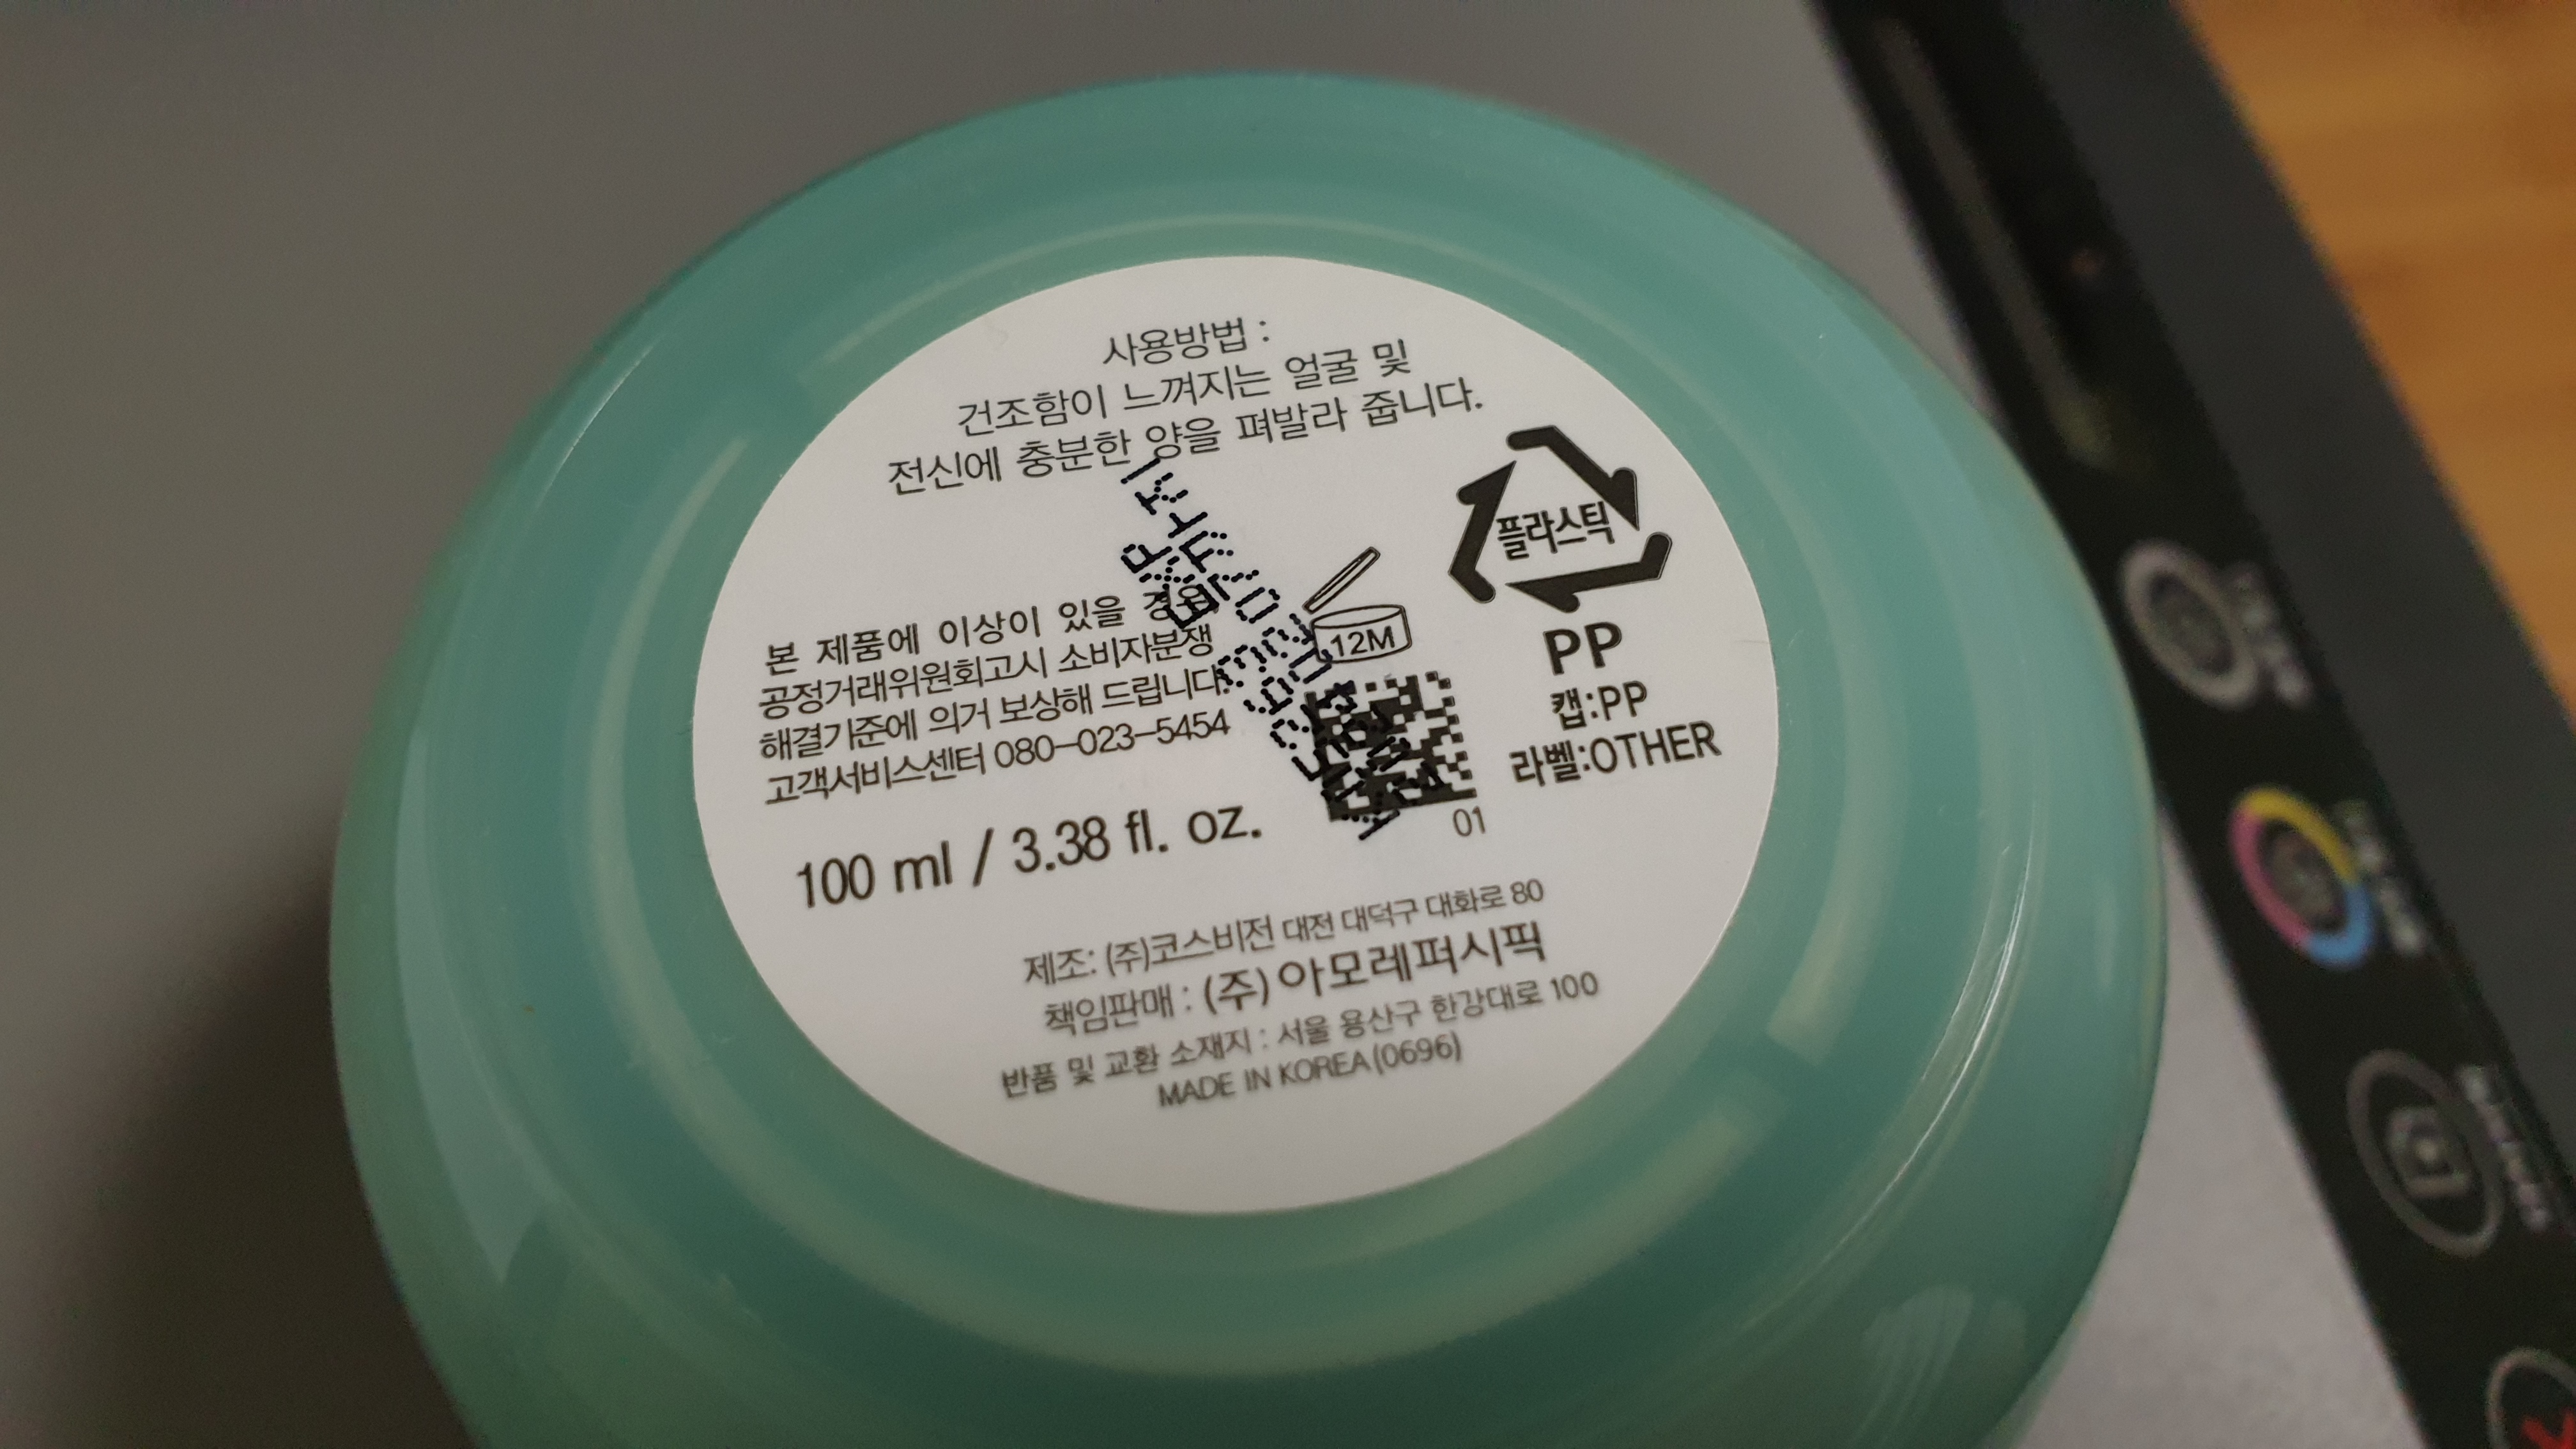 사용방법 :
건조함이 느껴지는 얼굴 및
전신에 충분한 양을 펴발라 줍니다.
플라스틱
PP
캡:PP
라벨:OTHER
12M
01
본 제품에 이상이 있을 경우
공정거래위원회고시 소비자분쟁
해결기준에 의거 보상해 드립니다.
고객서비스센터 080-023-5454
EXP
100 ml / 3.38 fl. oz.
제조: (주)코스비전 대전 대덕구 대화로 80
책임판매 : (주) 아모레퍼시픽
반품 및 교환 소재지 : 서울 용산구 한강대로 100
MADE IN KOREA(0696)